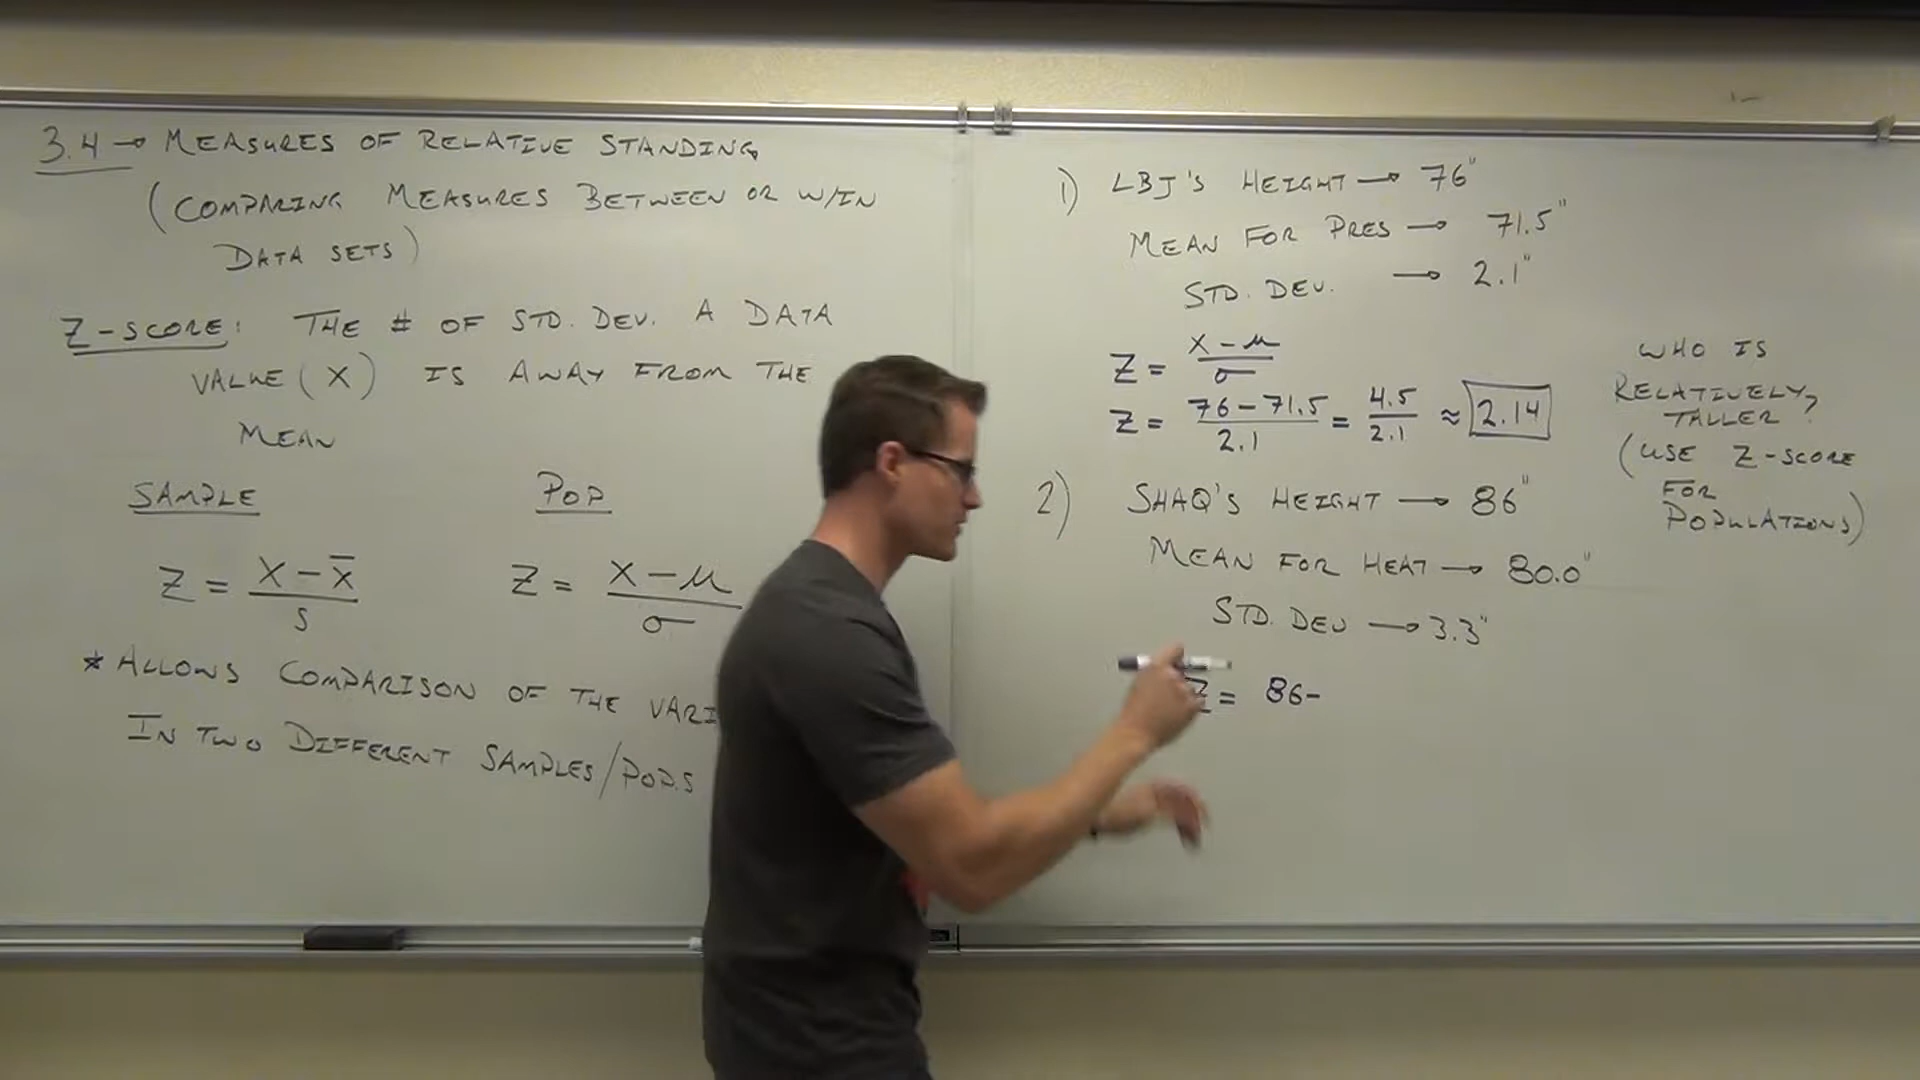 3.4 → MEASURES OF RELATIVE STANDING
(COMPARING MEASURES BETWEEN OR W/IN
DATA SETS)
Z-SCORE: THE # OF STD. DEV. A DATA
VALUE (X) IS AWAY FROM THE
MEAN
SAMPLE POP
Z = (X - x̄)/s Z = (X - μ)/σ
* ALLOWS COMPARISON OF THE VARI
IN TWO DIFFERENT SAMPLES/POPS
1) LBJ'S HEIGHT → 76"
MEAN FOR PRES → 71.5"
STD. DEV. → 2.1"
Z = (X - μ)/σ
Z = (76 - 71.5)/2.1 = 4.5/2.1 ≈ 2.14
2) SHAQ'S HEIGHT → 86"
MEAN FOR HEAT → 80.0"
STD. DEV → 3.3"
Z = 86-
WHO IS
RELATIVELY
TALLER?
(USE Z-SCORE
FOR
POPULATIONS)